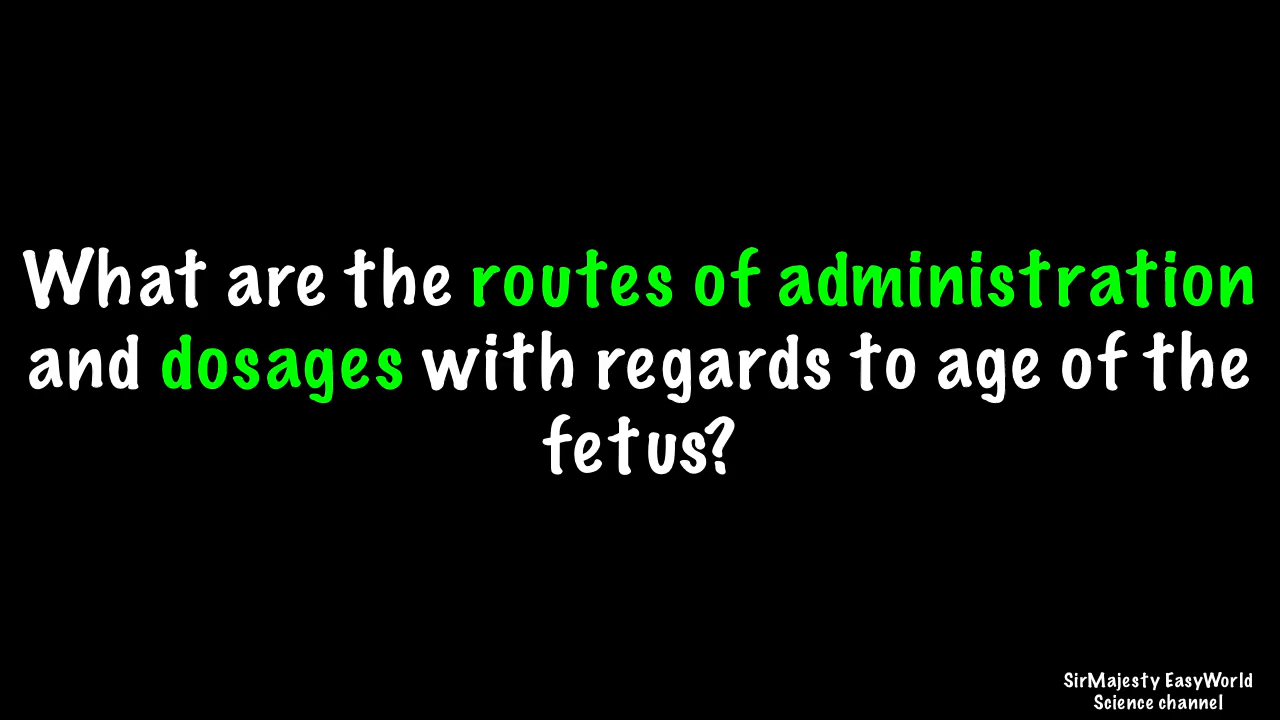 What are the routes of administration
and dosages with regards to age of the
fetus?
SirMajesty EasyWorld
Science channel